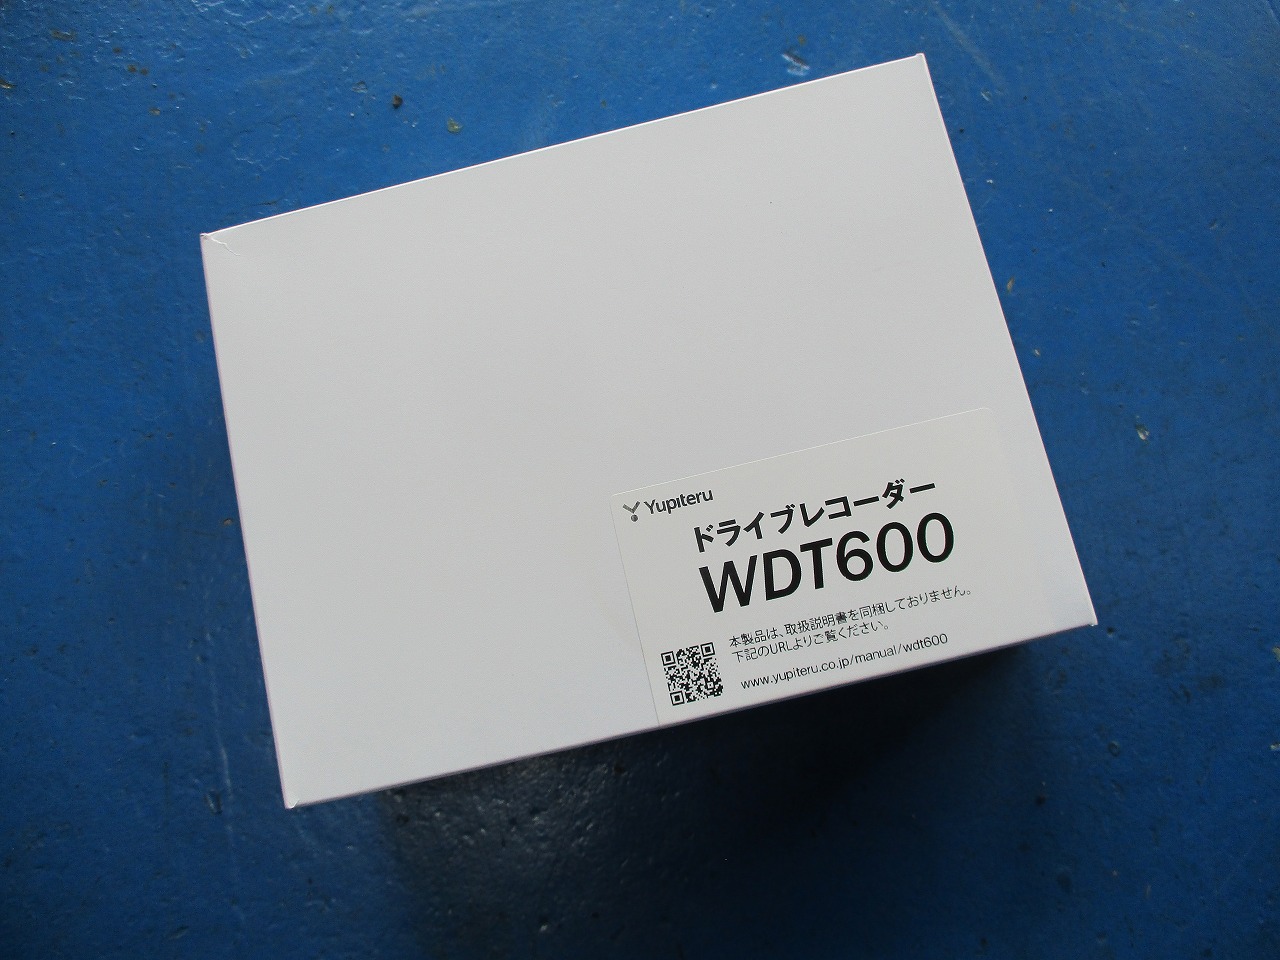 Yupiteru
ドライブレコーダー
WDT600
本製品は、取扱説明書を同梱しておりません。
下記のURLよりご覧ください。
www.yupiteru.co.jp/manual/wdt600